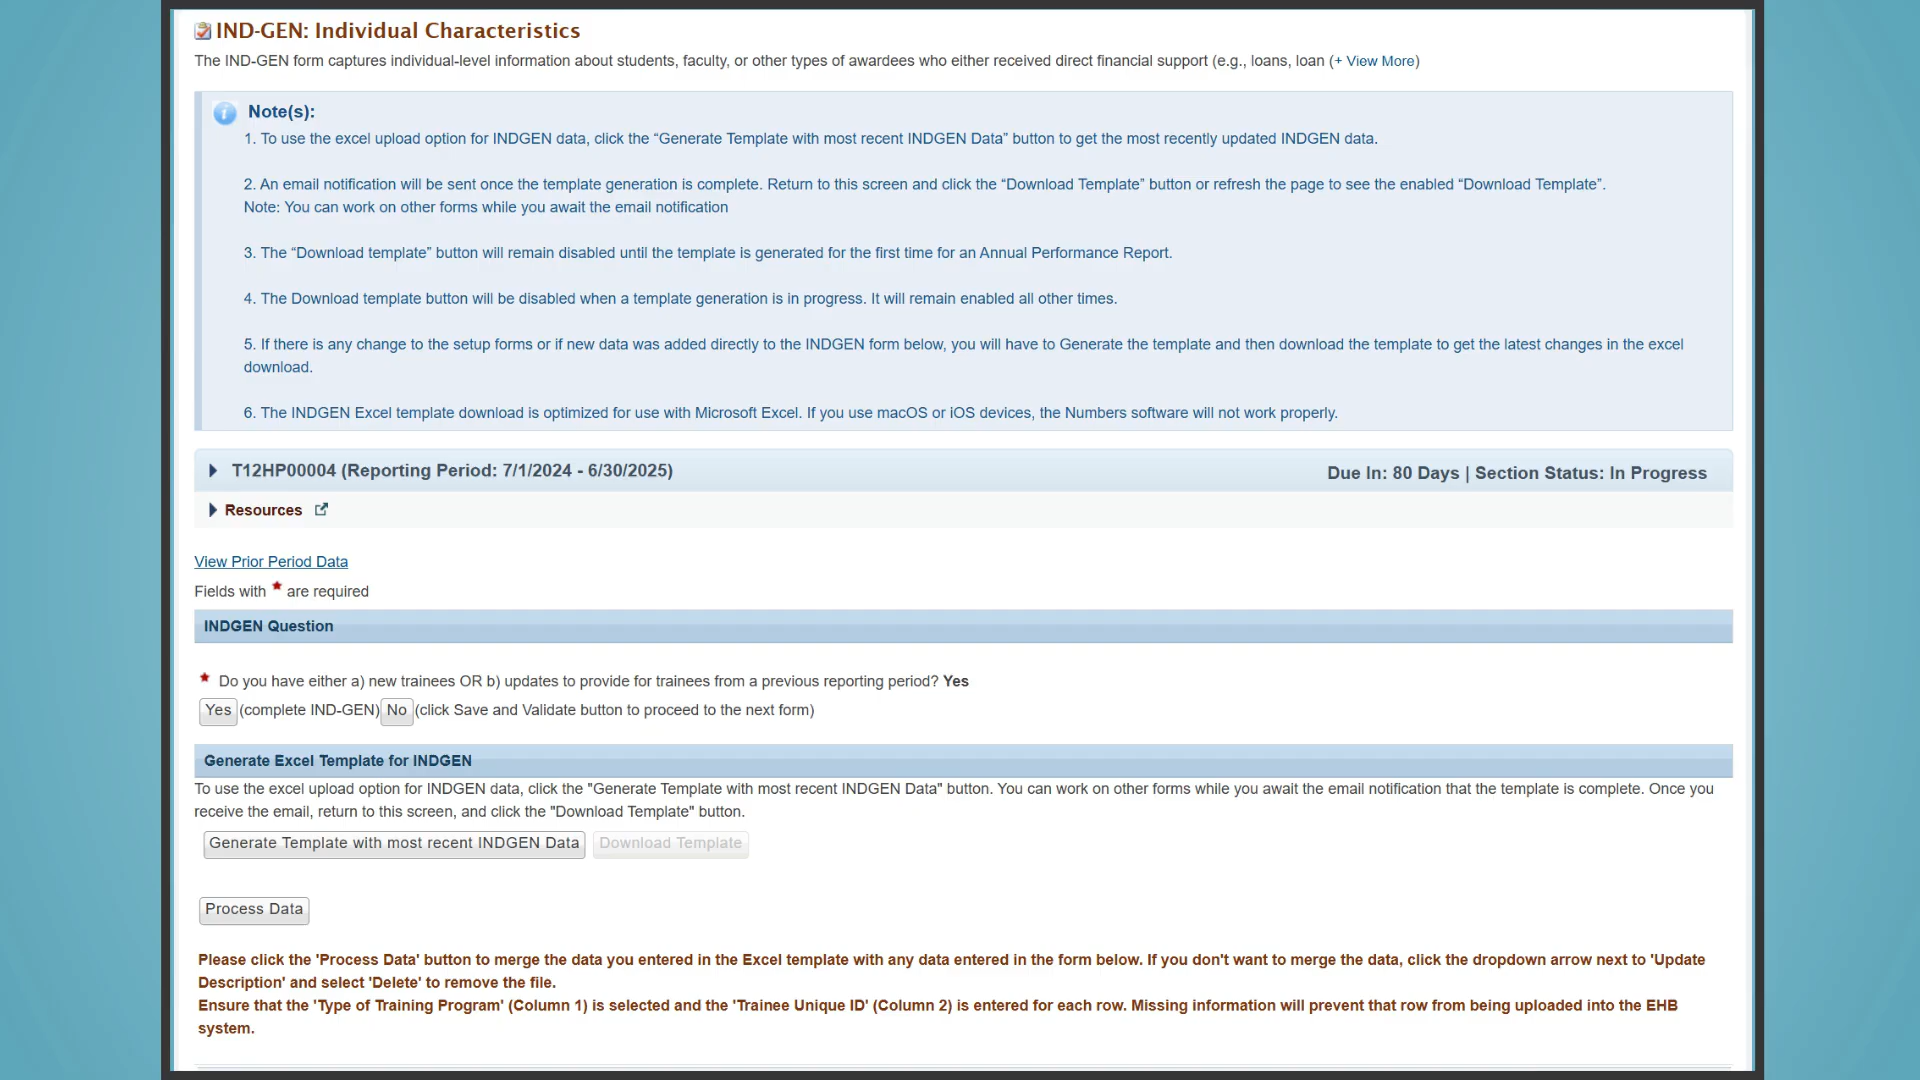 IND-GEN: Individual Characteristics
The IND-GEN form captures individual-level information about students, faculty, or other types of awardees who either received direct financial support (e.g., loans, loan (+ View More)
Note(s):
1. To use the excel upload option for INDGEN data, click the “Generate Template with most recent INDGEN Data” button to get the most recently updated INDGEN data.
2. An email notification will be sent once the template generation is complete. Return to this screen and click the “Download Template” button or refresh the page to see the enabled “Download Template”.
Note: You can work on other forms while you await the email notification
3. The “Download template” button will remain disabled until the template is generated for the first time for an Annual Performance Report.
4. The Download template button will be disabled when a template generation is in progress. It will remain enabled all other times.
5. If there is any change to the setup forms or if new data was added directly to the INDGEN form below, you will have to Generate the template and then download the template to get the latest changes in the excel
download.
6. The INDGEN Excel template download is optimized for use with Microsoft Excel. If you use macOS or iOS devices, the Numbers software will not work properly.
T12HP00004 (Reporting Period: 7/1/2024 - 6/30/2025)
Due In: 80 Days | Section Status: In Progress
Resources
View Prior Period Data
Fields with * are required
INDGEN Question
* Do you have either a) new trainees OR b) updates to provide for trainees from a previous reporting period? Yes
Yes (complete IND-GEN) No (click Save and Validate button to proceed to the next form)
Generate Excel Template for INDGEN
To use the excel upload option for INDGEN data, click the "Generate Template with most recent INDGEN Data" button. You can work on other forms while you await the email notification that the template is complete. Once you
receive the email, return to this screen, and click the "Download Template" button.
Generate Template with most recent INDGEN Data Download Template
Process Data
Please click the 'Process Data' button to merge the data you entered in the Excel template with any data entered in the form below. If you don't want to merge the data, click the dropdown arrow next to 'Update
Description' and select 'Delete' to remove the file.
Ensure that the 'Type of Training Program' (Column 1) is selected and the 'Trainee Unique ID' (Column 2) is entered for each row. Missing information will prevent that row from being uploaded into the EHB
system.